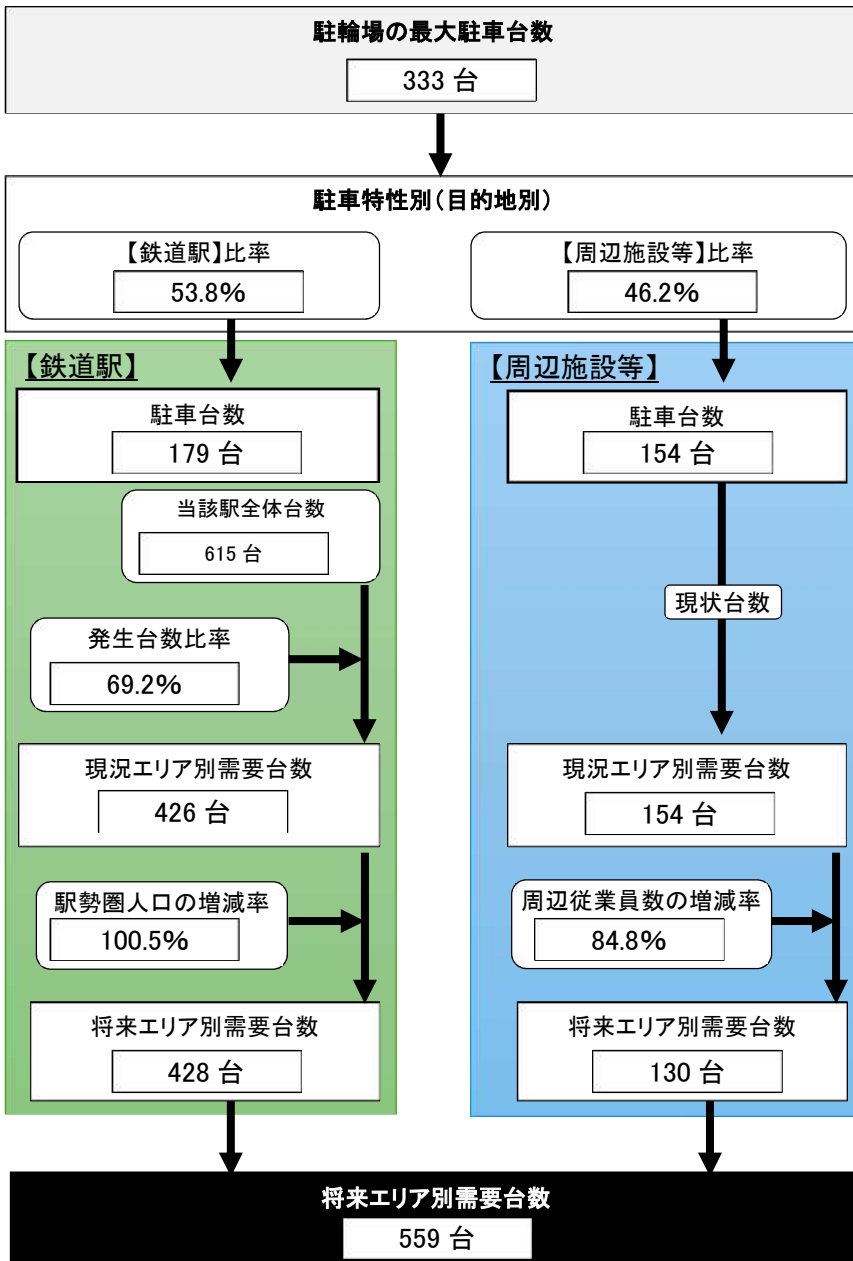 駐輪場の最大駐車台数
333 台
駐車特性別（目的地別）
【鉄道駅】比率
53.8%
【周辺施設等】比率
46.2%
【鉄道駅】
駐車台数
179 台
当該駅全体台数
615 台
発生台数比率
69.2%
現況エリア別需要台数
426 台
駅勢圏人口の増減率
100.5%
将来エリア別需要台数
428 台
【周辺施設等】
駐車台数
154 台
現状台数
現況エリア別需要台数
154 台
周辺従業員数の増減率
84.8%
将来エリア別需要台数
130 台
将来エリア別需要台数
559 台